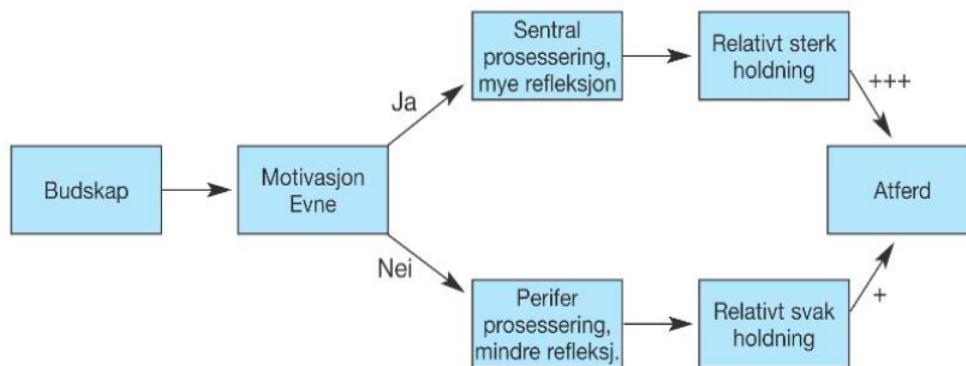 Budskap
Motivasjon
Evne
Ja
Sentral
prosessering,
mye refleksjon
Relativt sterk
holdning
+++
Nei
Perifer
prosessering,
mindre refleksj.
Relativt svak
holdning
+
Atferd